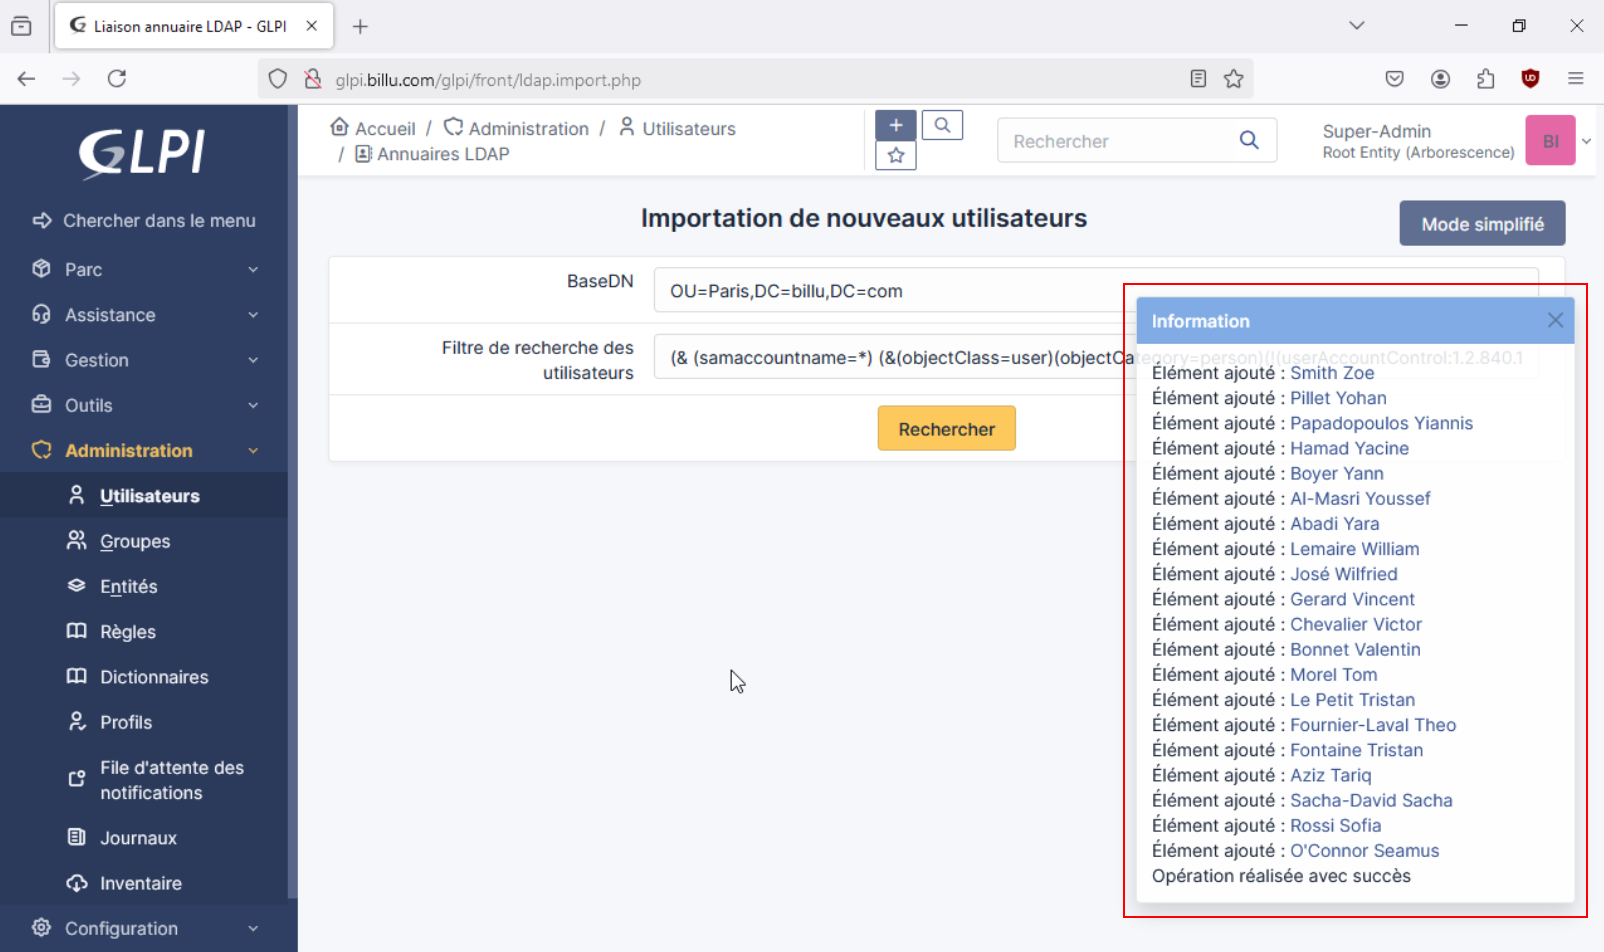 Liaison annuaire LDAP - GLPI
glpi.billu.com/glpi/front/ldap.import.php
GLPI
Chercher dans le menu
Parc
Assistance
Gestion
Outils
Administration
Utilisateurs
Groupes
Entités
Règles
Dictionnaires
Profils
File d'attente des
notifications
Journaux
Inventaire
Configuration
Accueil / Administration / Utilisateurs
/ Annuaires LDAP
Rechercher
Super-Admin
Root Entity (Arborescence)
BI
Importation de nouveaux utilisateurs
Mode simplifié
BaseDN
OU=Paris,DC=billu,DC=com
Filtre de recherche des
utilisateurs
(& (samaccountname=*) (&(objectClass=user)(objectCategory=person)(!(userAccountControl:1.2.840.1
Rechercher
Information
Élément ajouté : Smith Zoe
Élément ajouté : Pillet Yohan
Élément ajouté : Papadopoulos Yiannis
Élément ajouté : Hamad Yacine
Élément ajouté : Boyer Yann
Élément ajouté : Al-Masri Youssef
Élément ajouté : Abadi Yara
Élément ajouté : Lemaire William
Élément ajouté : José Wilfried
Élément ajouté : Gerard Vincent
Élément ajouté : Chevalier Victor
Élément ajouté : Bonnet Valentin
Élément ajouté : Morel Tom
Élément ajouté : Le Petit Tristan
Élément ajouté : Fournier-Laval Theo
Élément ajouté : Fontaine Tristan
Élément ajouté : Aziz Tariq
Élément ajouté : Sacha-David Sacha
Élément ajouté : Rossi Sofia
Élément ajouté : O'Connor Seamus
Opération réalisée avec succès